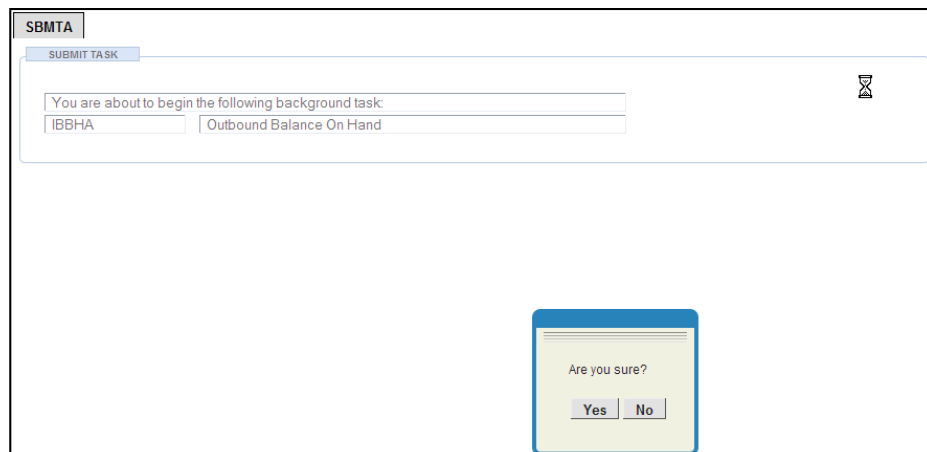 SBMTA
SUBMIT TASK
You are about to begin the following background task:
IBBHA Outbound Balance On Hand
Are you sure?
Yes No